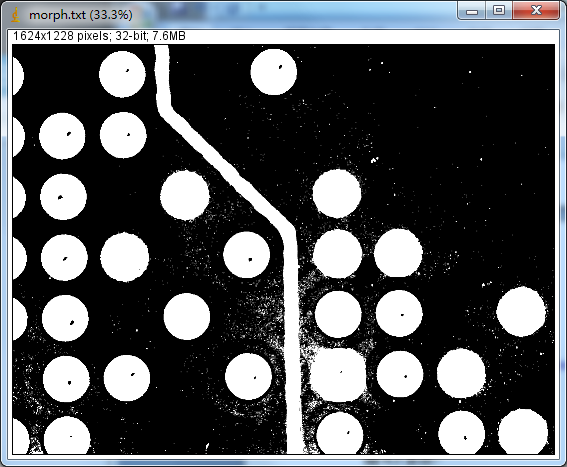 morph.txt (33.3%)
1624x1228 pixels; 32-bit; 7.6MB